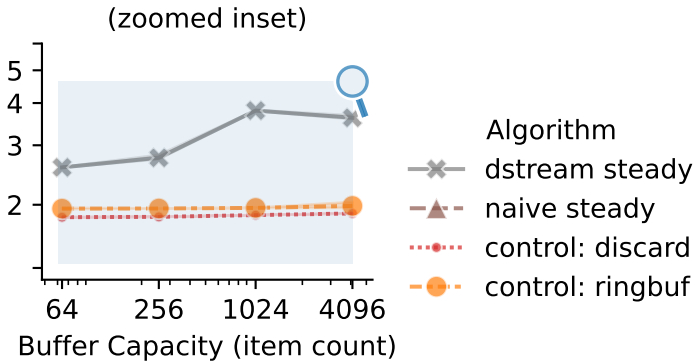 (zoomed inset)
5
4
3
2
64 256 1024 4096
Buffer Capacity (item count)
Algorithm
dstream steady
naive steady
control: discard
control: ringbuf